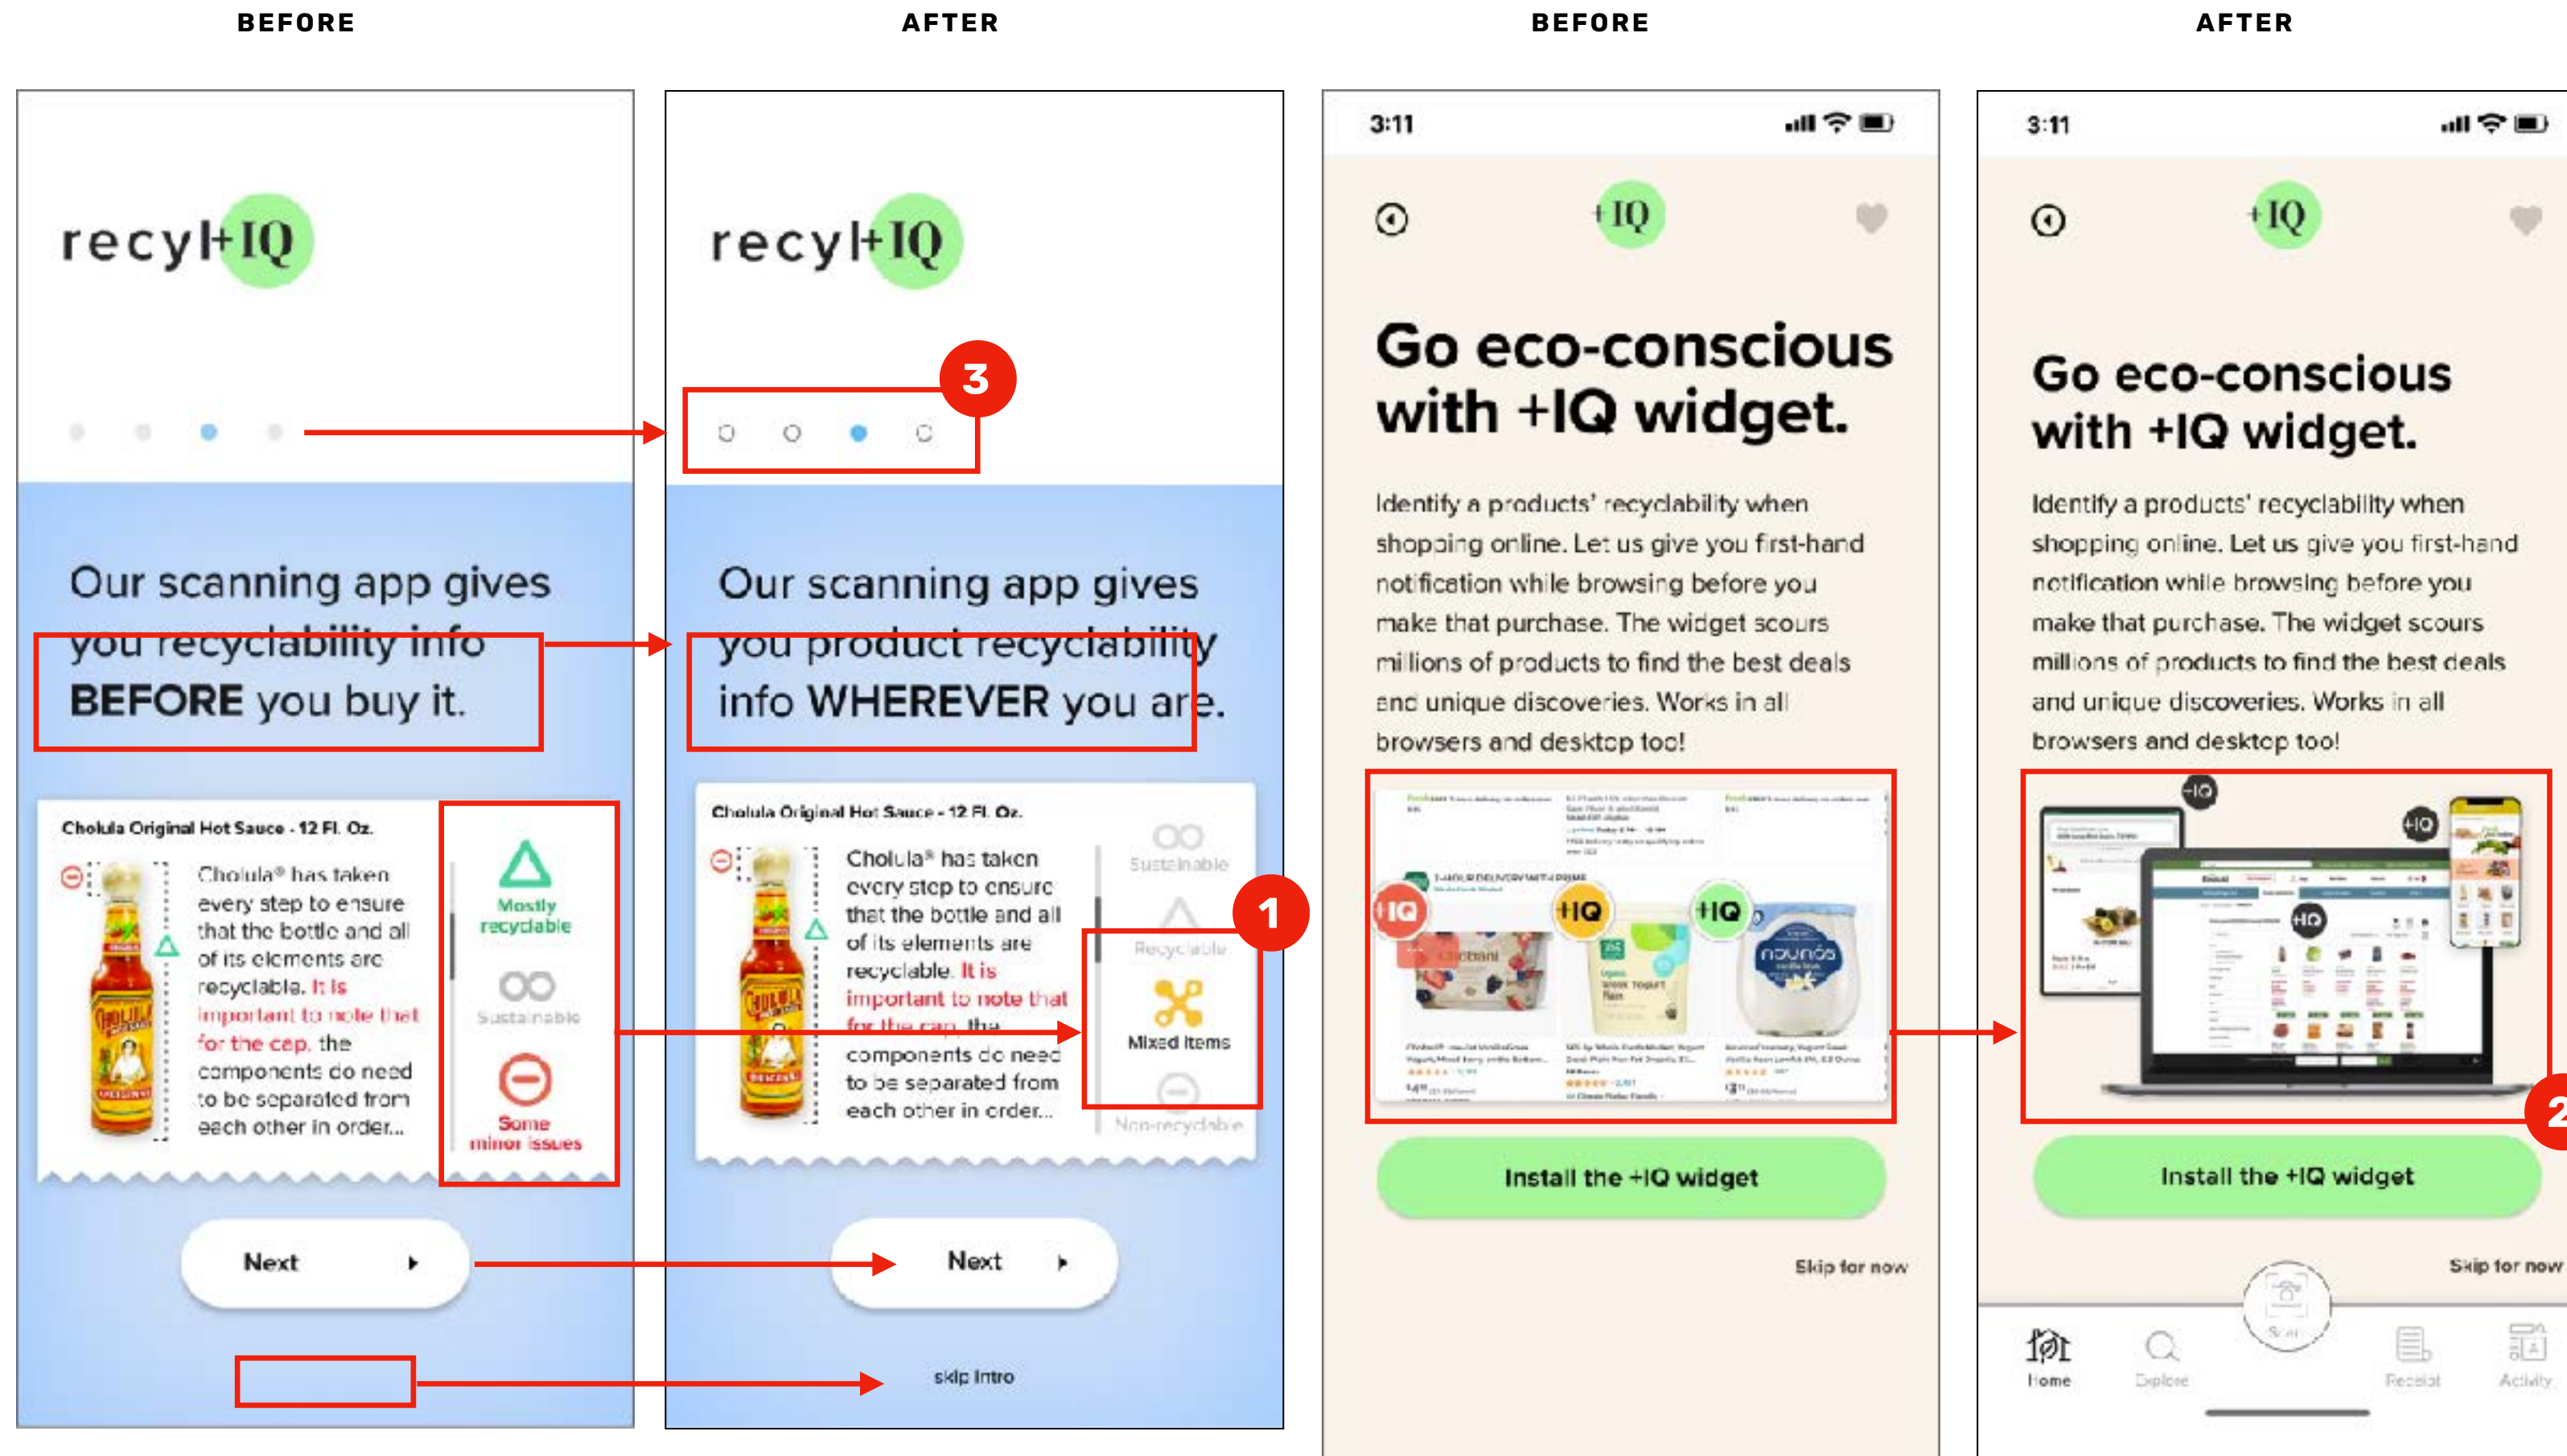 BEFORE
recyl+IQ
Our scanning app gives
you recyclability info
BEFORE you buy it.
Cholula Original Hot Sauce - 12 Fl. Oz.
Cholula® has taken
every step to ensure
that the bottle and all
of its elements are
recyclable. It is
important to note that
for the cap, the
components do need
to be separated from
each other in order...
Mostly
recyclable
Sustainable
Some
minor issues
CHOLULA
ORIGINAL
Next
AFTER
recyl+IQ
3
Our scanning app gives
you product recyclability
info WHEREVER you are.
Cholula Original Hot Sauce - 12 Fl. Oz.
Cholula® has taken
every step to ensure
that the bottle and all
of its elements are
recyclable. It is
important to note that
for the cap, the
components do need
to be separated from
each other in order...
Sustainable
Recyclable
1
Mixed Items
Non-recyclable
CHOLULA
ORIGINAL
Next
skip intro
BEFORE
3:11
+IQ
Go eco-conscious
with +IQ widget.
Identify a products' recyclability when
shopping online. Let us give you first-hand
notification while browsing before you
make that purchase. The widget scours
millions of products to find the best deals
and unique discoveries. Works in all
browsers and desktop too!
1-HOUR DELIVERY WITH PRIME
+IQ
+IQ
+IQ
chobani
365
nounós
Install the +IQ widget
Skip for now
AFTER
3:11
+IQ
Go eco-conscious
with +IQ widget.
Identify a products' recyclability when
shopping online. Let us give you first-hand
notification while browsing before you
make that purchase. The widget scours
millions of products to find the best deals
and unique discoveries. Works in all
browsers and desktop too!
+IQ
+IQ
+IQ
2
Install the +IQ widget
Skip for now
Home
Explore
Scan
Receipt
Activity